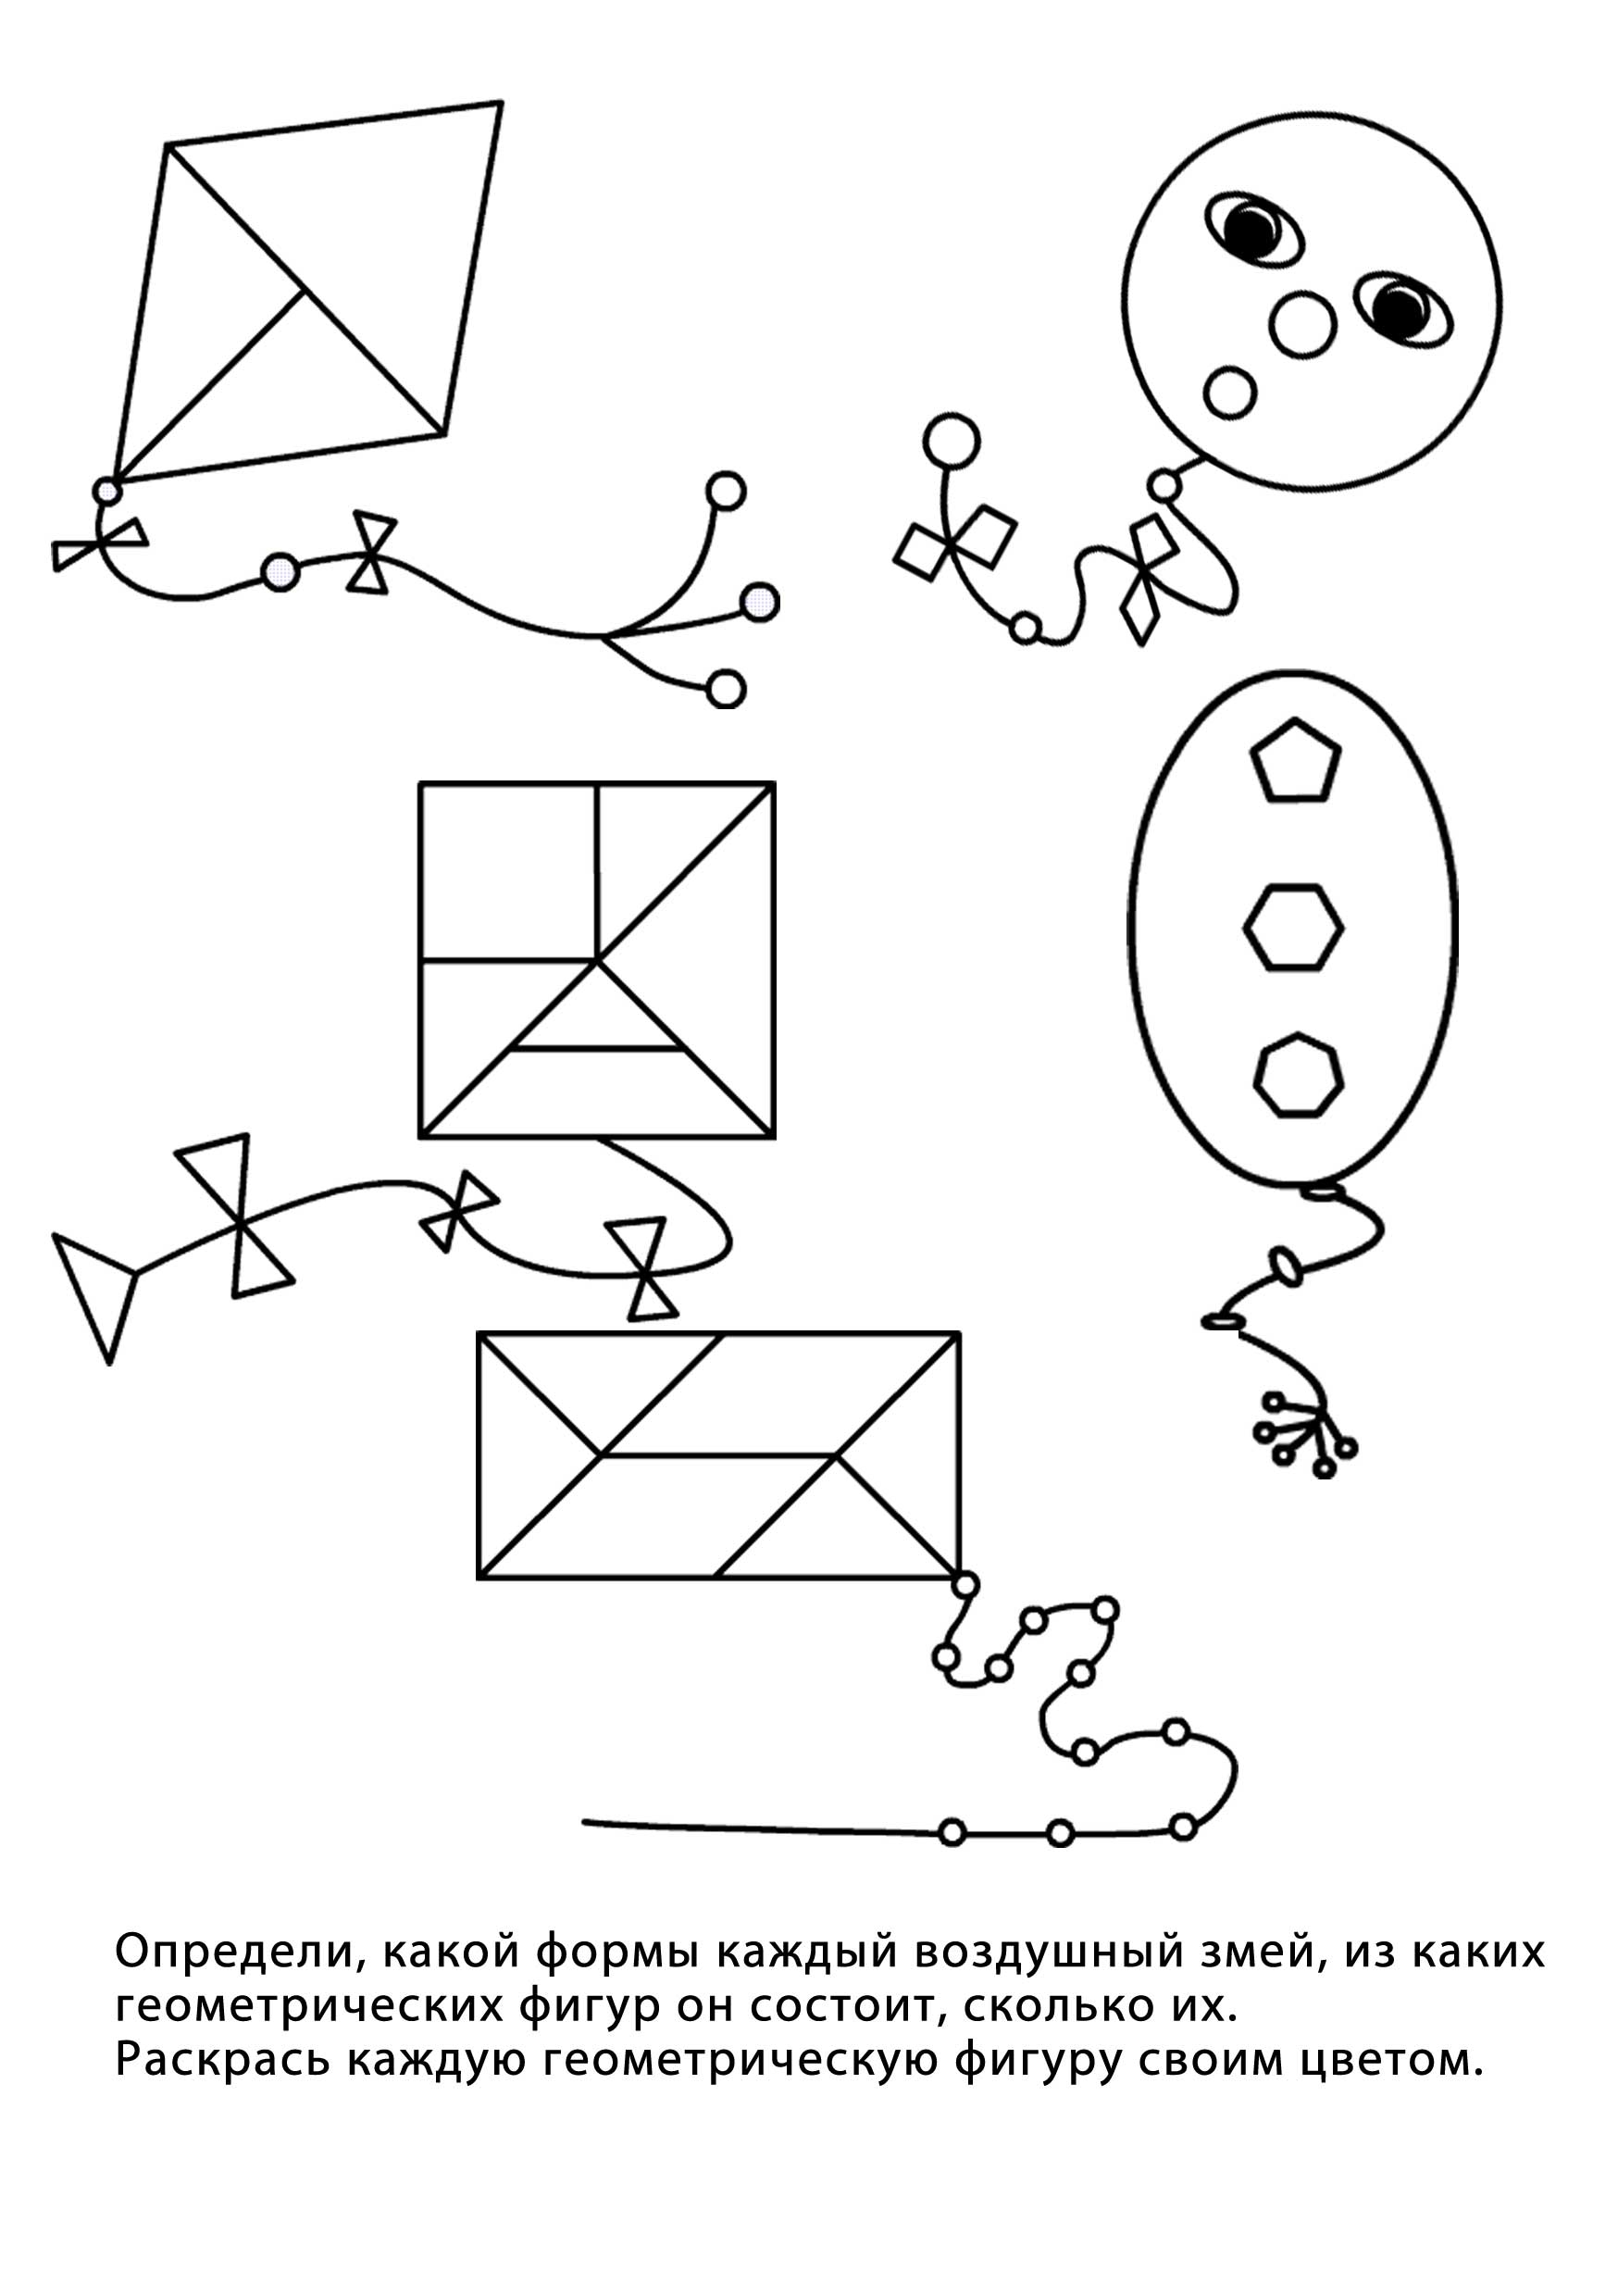 Определи, какой формы каждый воздушный змей, из каких
геометрических фигур он состоит, сколько их.
Раскрась каждую геометрическую фигуру своим цветом.